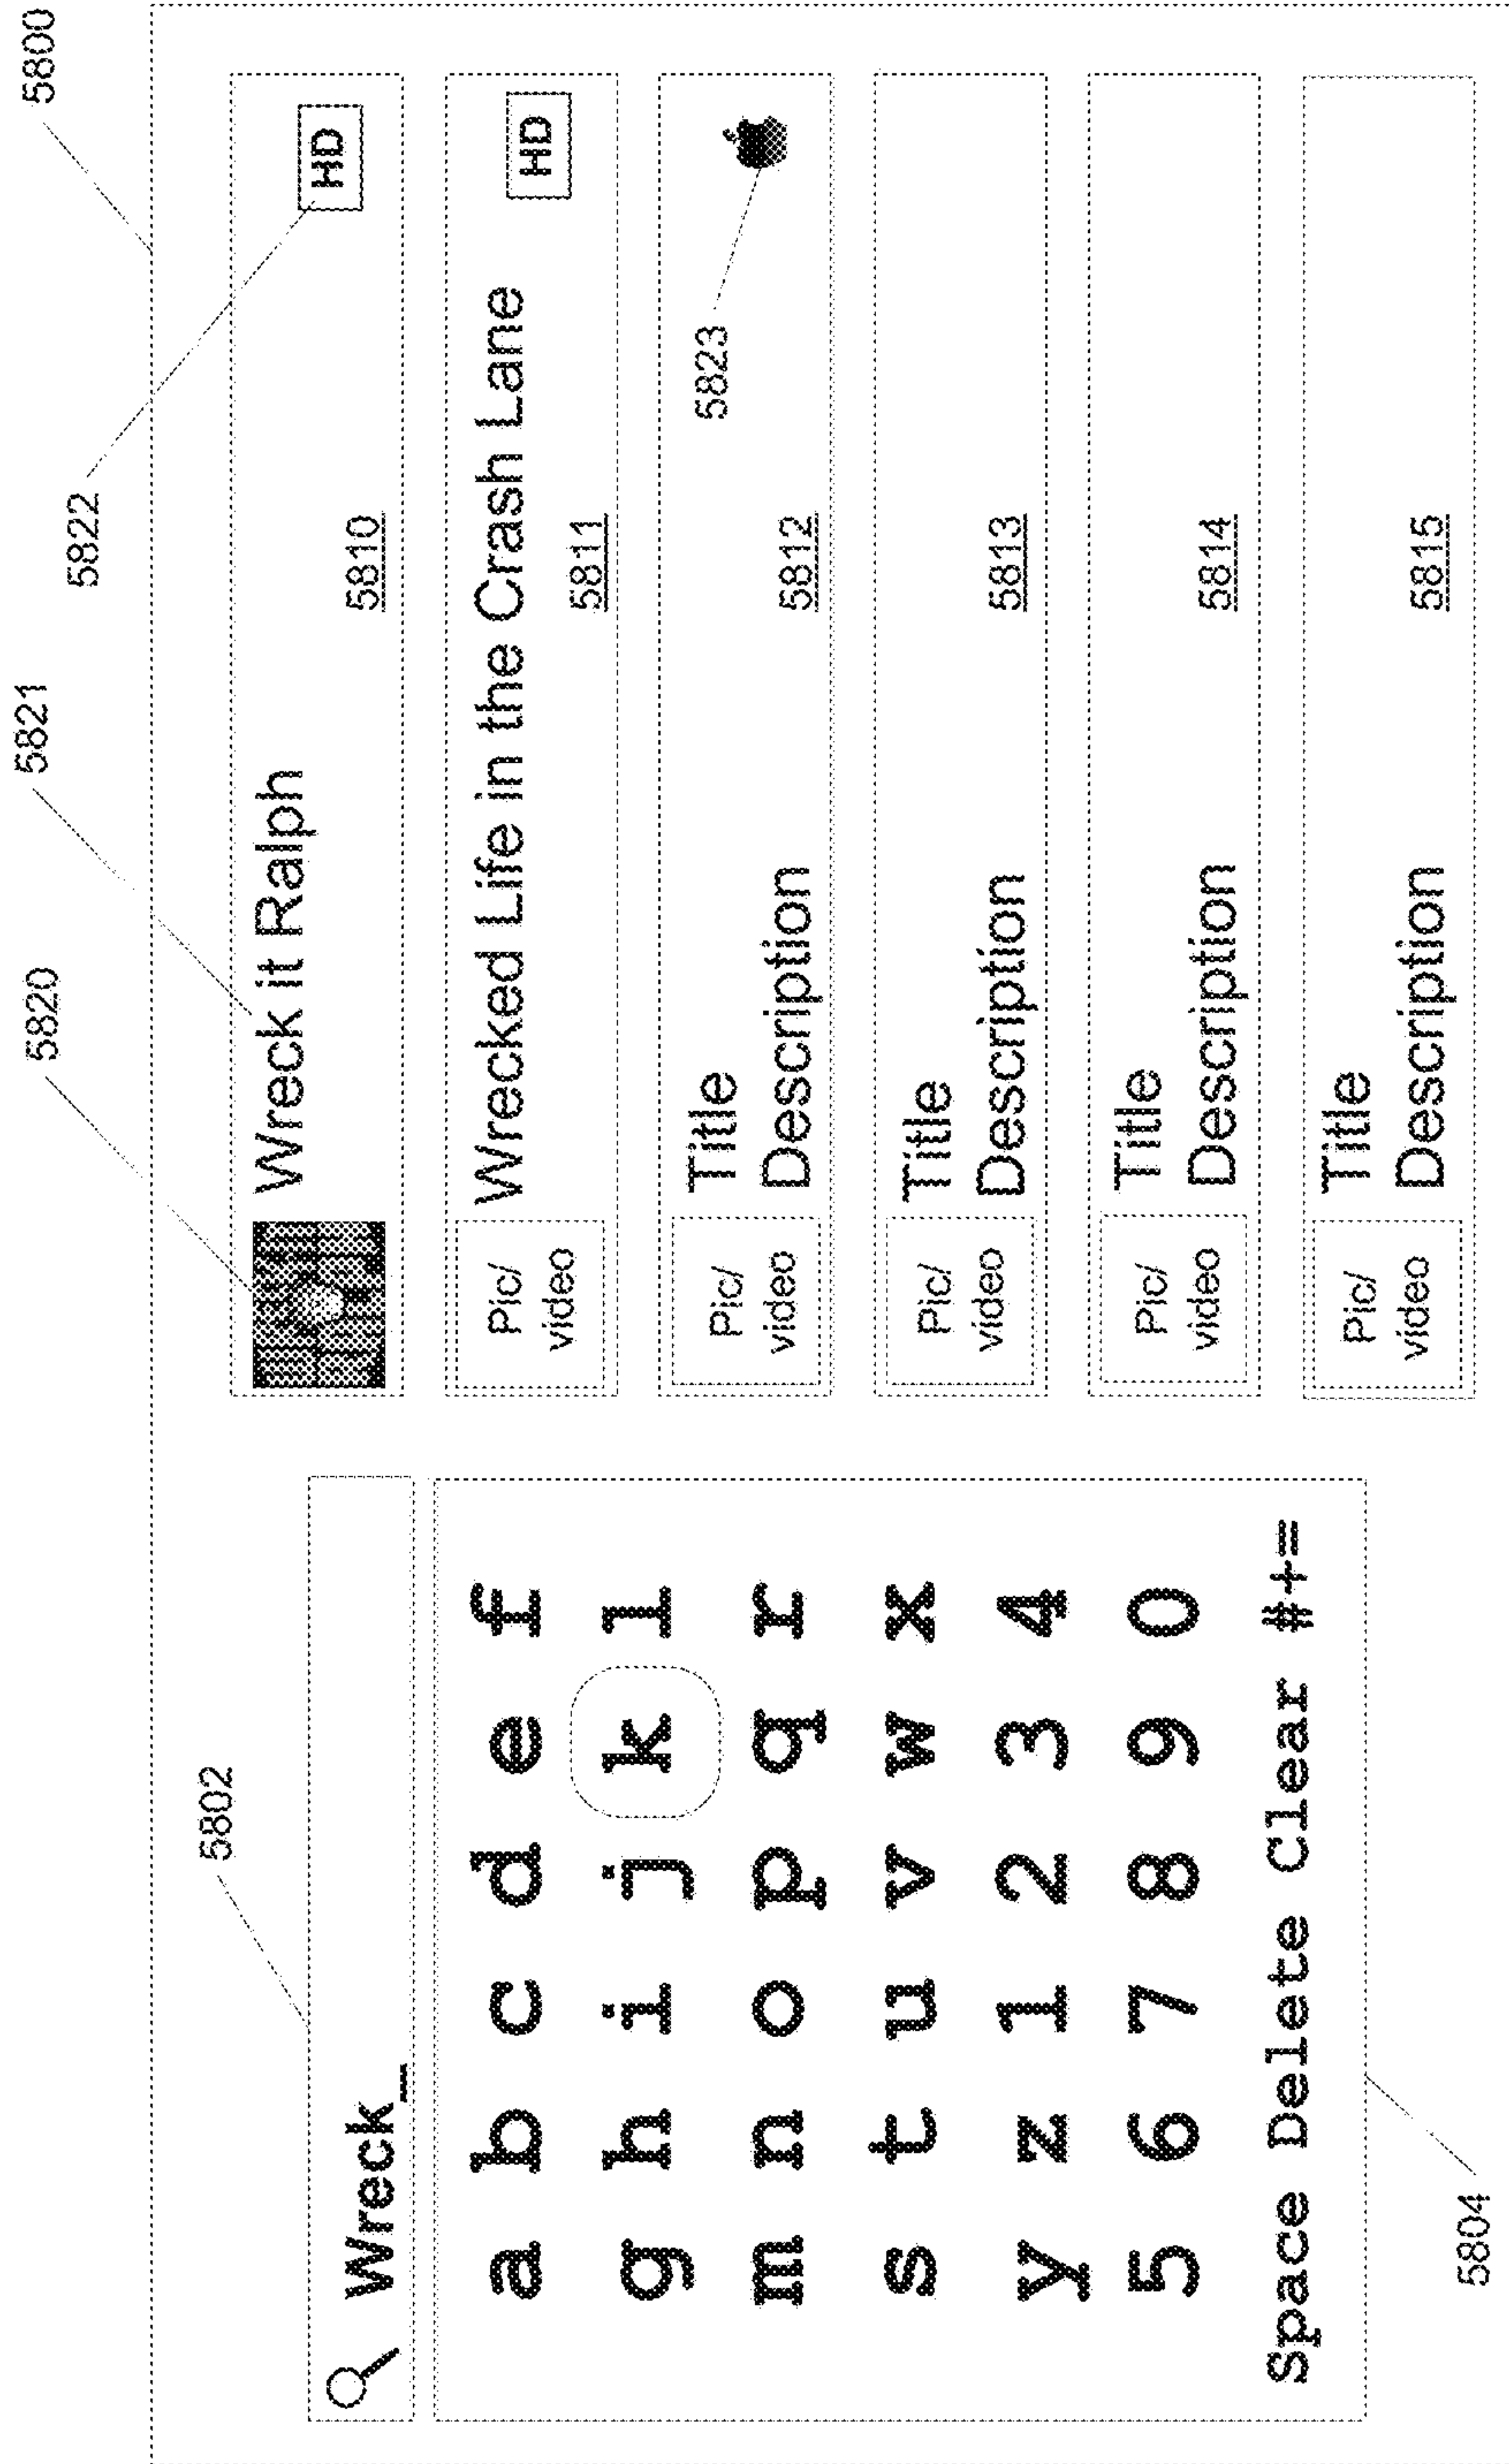 5800
5820
5821
5822
5802
Wreck_
a b c d e f
g h i j k l
m n o p q r
s t u v w x
y z 1 2 3 4
5 6 7 8 9 0
Space Delete Clear #+=
5804
Wreck it Ralph
HD
5810
Pic/
video
Wrecked Life in the Crash Lane
HD
5811
Pic/
video
Title
Description
5823
5812
Pic/
video
Title
Description
5813
Pic/
video
Title
Description
5814
Pic/
video
Title
Description
5815